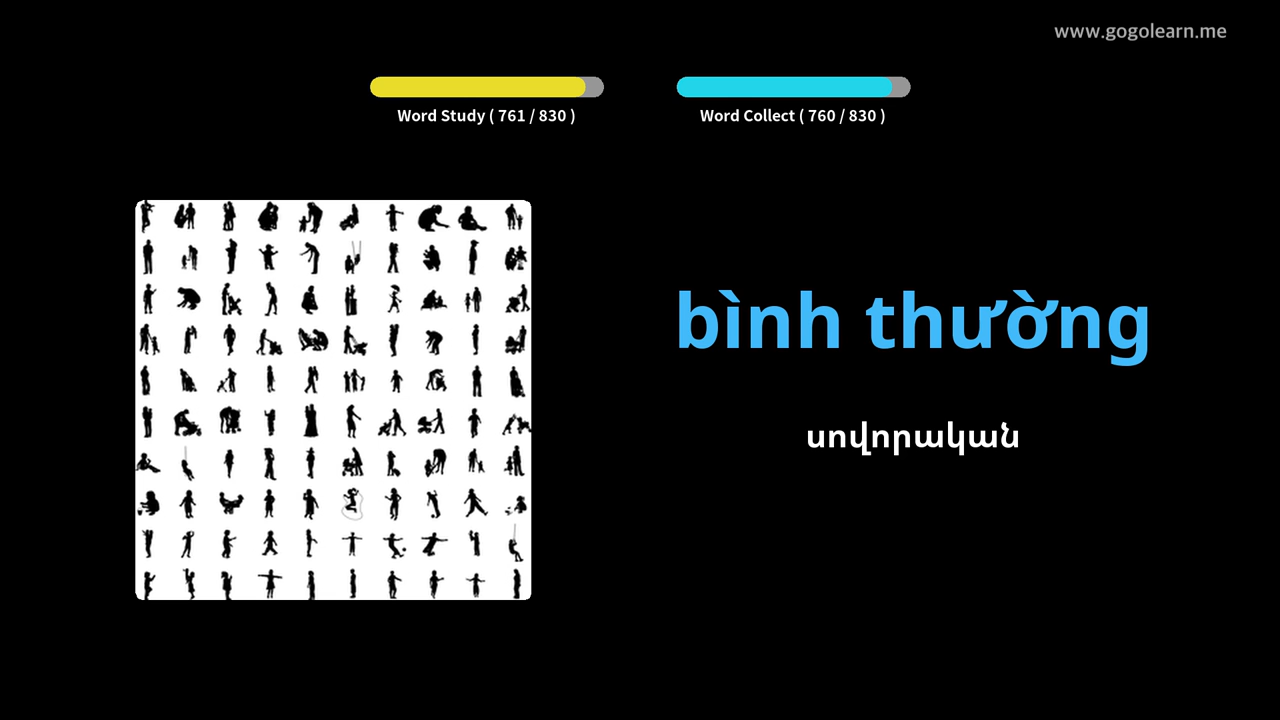 www.gogolearn.me
Word Study ( 761 / 830 )
Word Collect ( 760 / 830 )
bình thường
սովորական